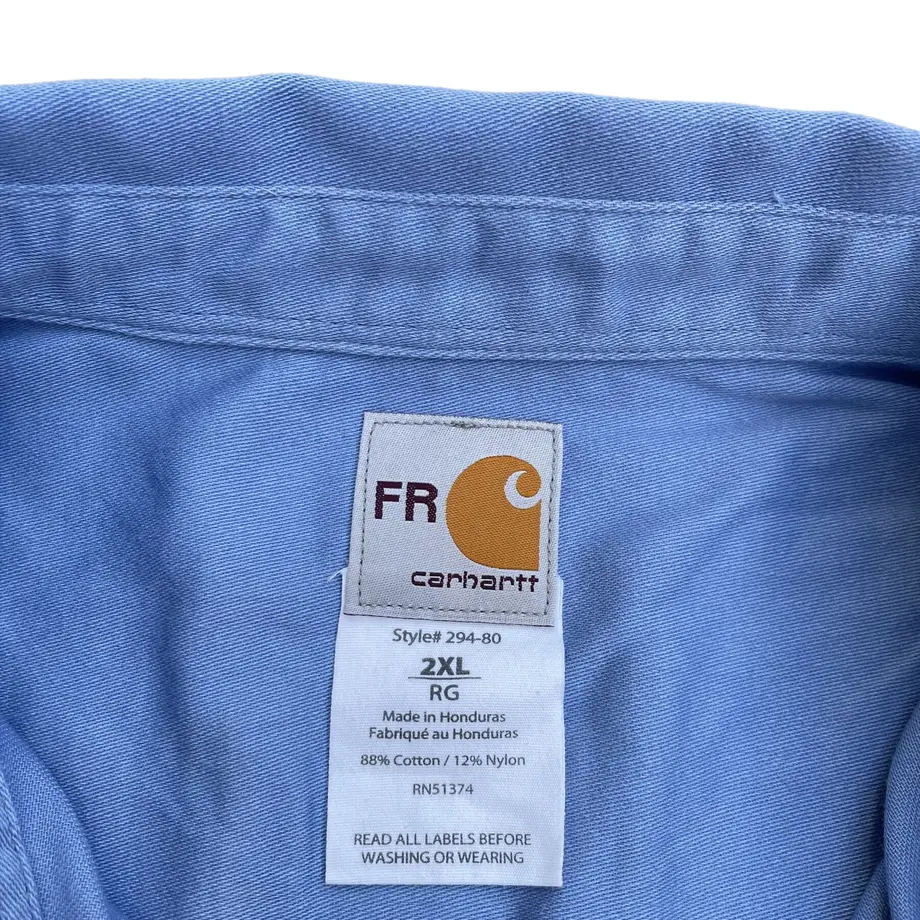 FR
carhartt
Style# 294-80
2XL
RG
Made in Honduras
Fabriqué au Honduras
88% Cotton / 12% Nylon
RN51374
READ ALL LABELS BEFORE
WASHING OR WEARING